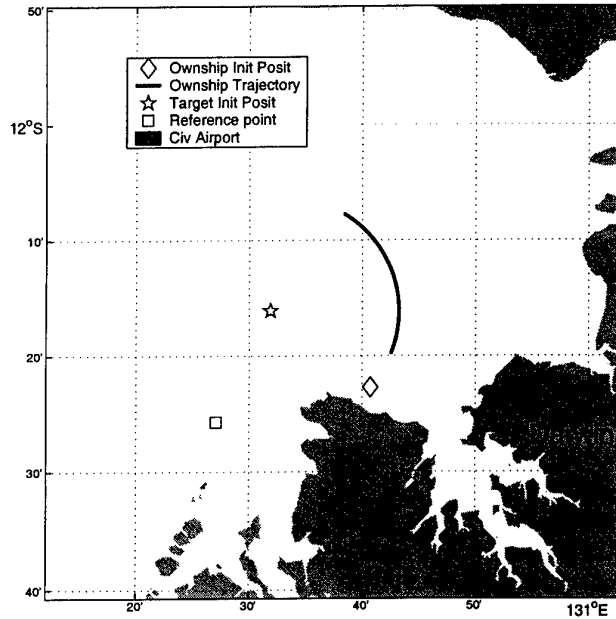 50'
Ownship Init Posit
Ownship Trajectory
Target Init Posit
Reference point
Civ Airport
12°S
10'
20'
30'
40'
20'
30'
40'
50'
131°E